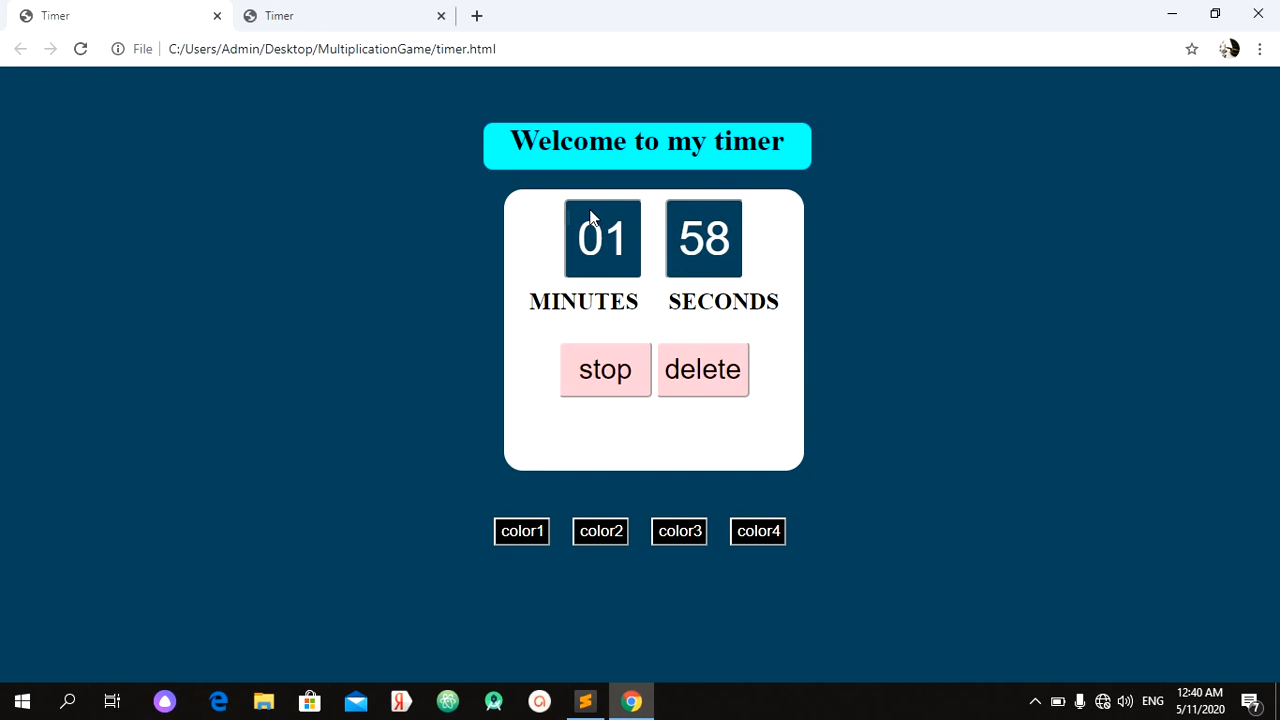 Timer
Timer
File
C:/Users/Admin/Desktop/MultiplicationGame/timer.html
Welcome to my timer
01 58
MINUTES SECONDS
stop delete
color1 color2 color3 color4
ENG
12:40 AM
5/11/2020
7